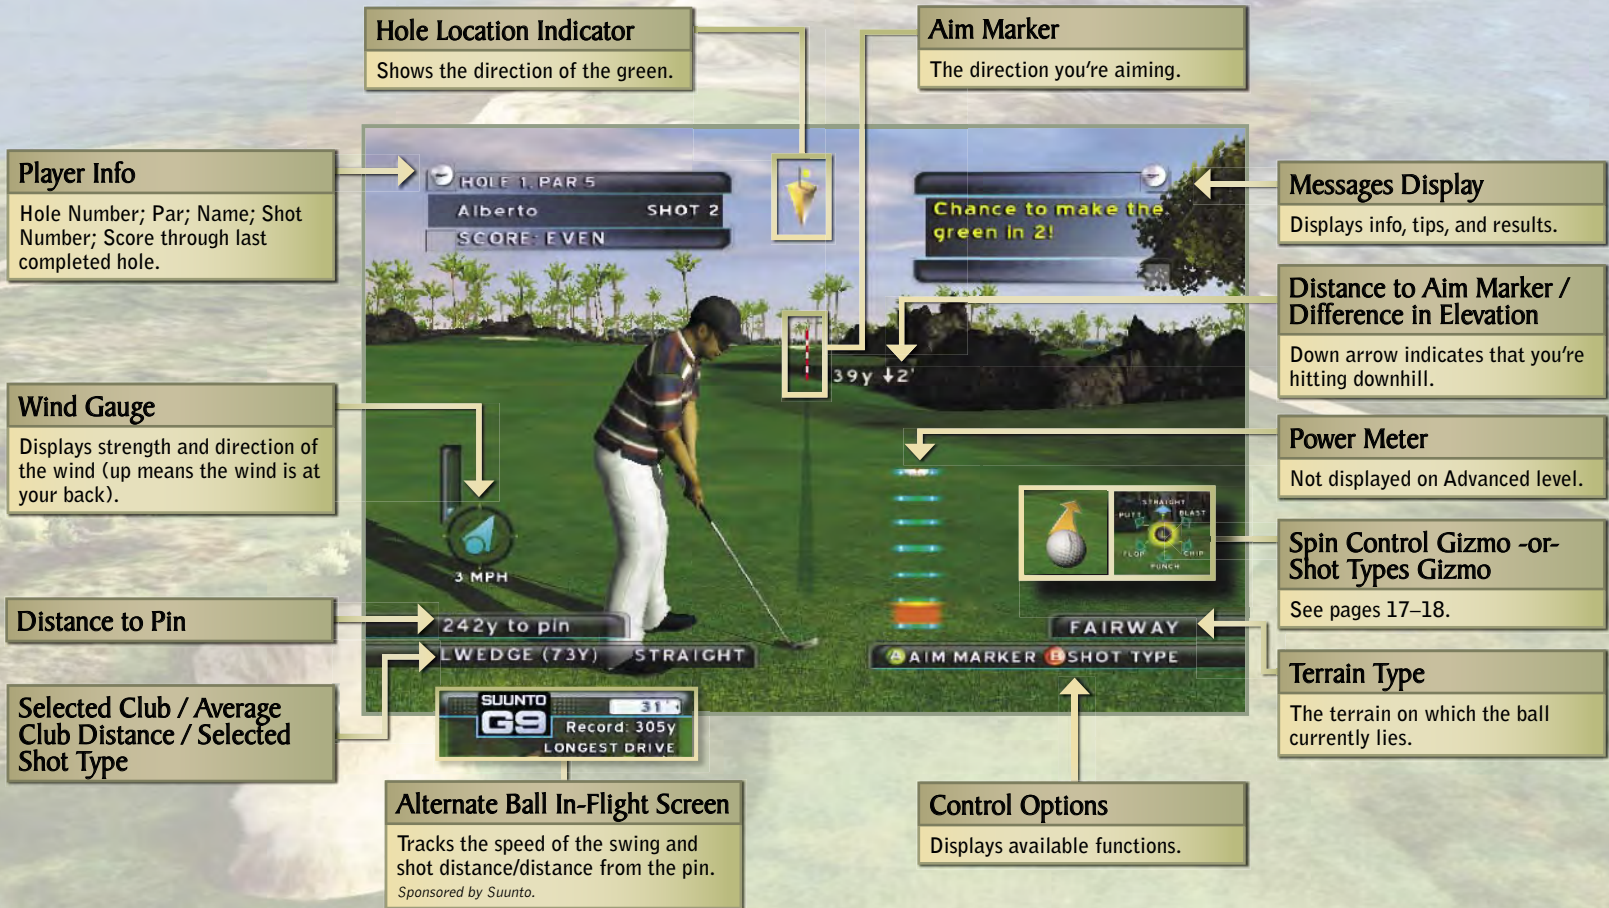 Hole Location Indicator
Shows the direction of the green.
Aim Marker
The direction you're aiming.
Player Info
Hole Number; Par; Name; Shot
Number; Score through last
completed hole.
HOLE 1, PAR 5
Alberto SHOT 2
SCORE: EVEN
Chance to make the
green in 2!
Messages Display
Displays info, tips, and results.
Distance to Aim Marker /
Difference in Elevation
Down arrow indicates that you're
hitting downhill.
39y ↓2'
Wind Gauge
Displays strength and direction of
the wind (up means the wind is at
your back).
3 MPH
Power Meter
Not displayed on Advanced level.
STRAIGHT
PUTT BLAST
FLOP CHIP
PUNCH
Spin Control Gizmo -or-
Shot Types Gizmo
See pages 17–18.
Distance to Pin
242y to pin
FAIRWAY
LWEDGE (73Y) STRAIGHT
A AIM MARKER B SHOT TYPE
Terrain Type
The terrain on which the ball
currently lies.
Selected Club / Average
Club Distance / Selected
Shot Type
SUUNTO
G9
31'
Record: 305y
LONGEST DRIVE
Alternate Ball In-Flight Screen
Tracks the speed of the swing and
shot distance/distance from the pin.
Sponsored by Suunto.
Control Options
Displays available functions.